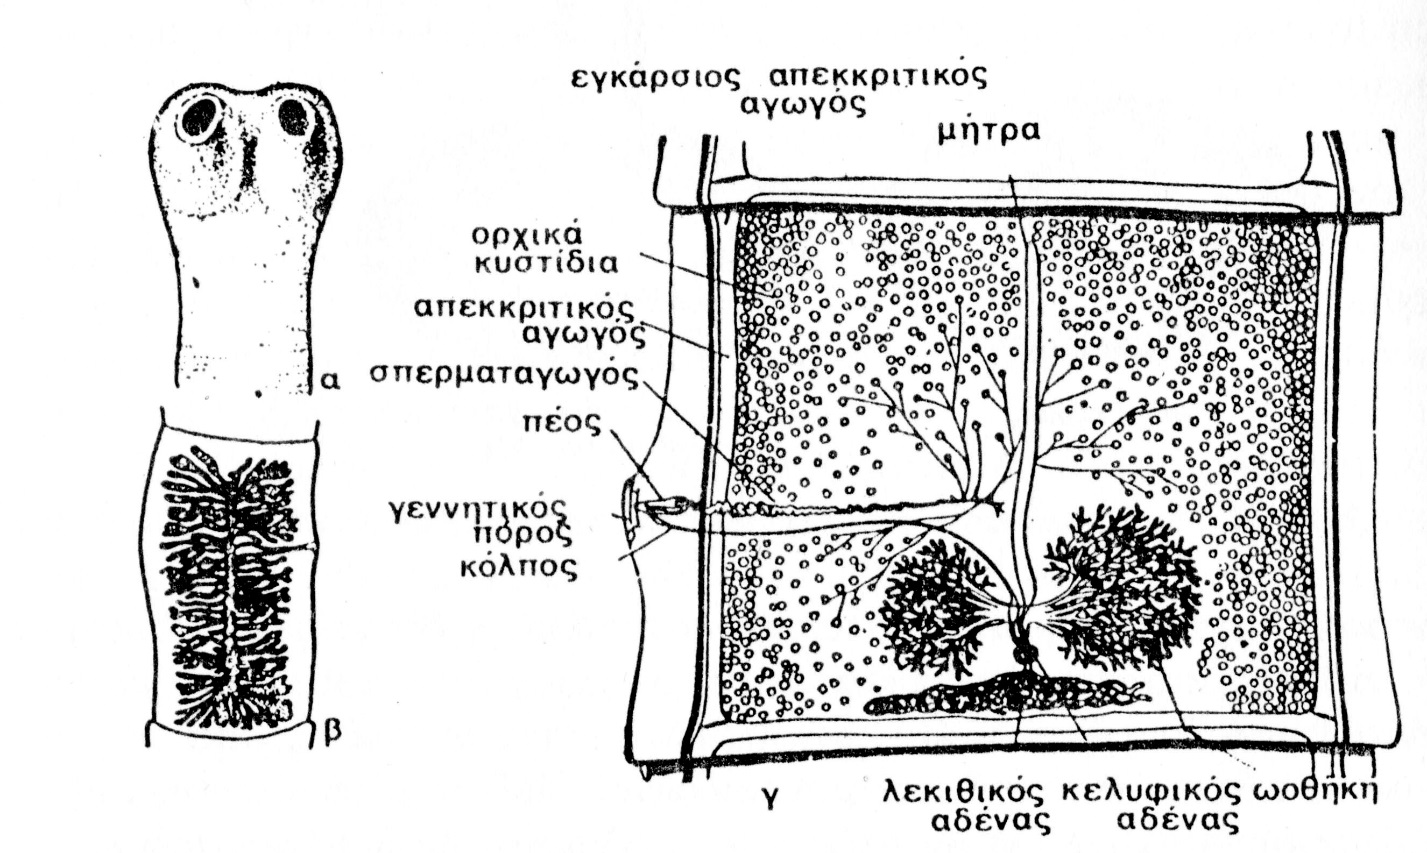 εγκάρσιος απεκκριτικός
αγωγός
μήτρα
ορχικά
κυστίδια
απεκκριτικός
αγωγός
σπερματαγωγός
πέος
γεννητικός
πόρος
κόλπος
α
β
γ
λεκιθικός κελυφικός ωοθήκη
αδένας αδένας